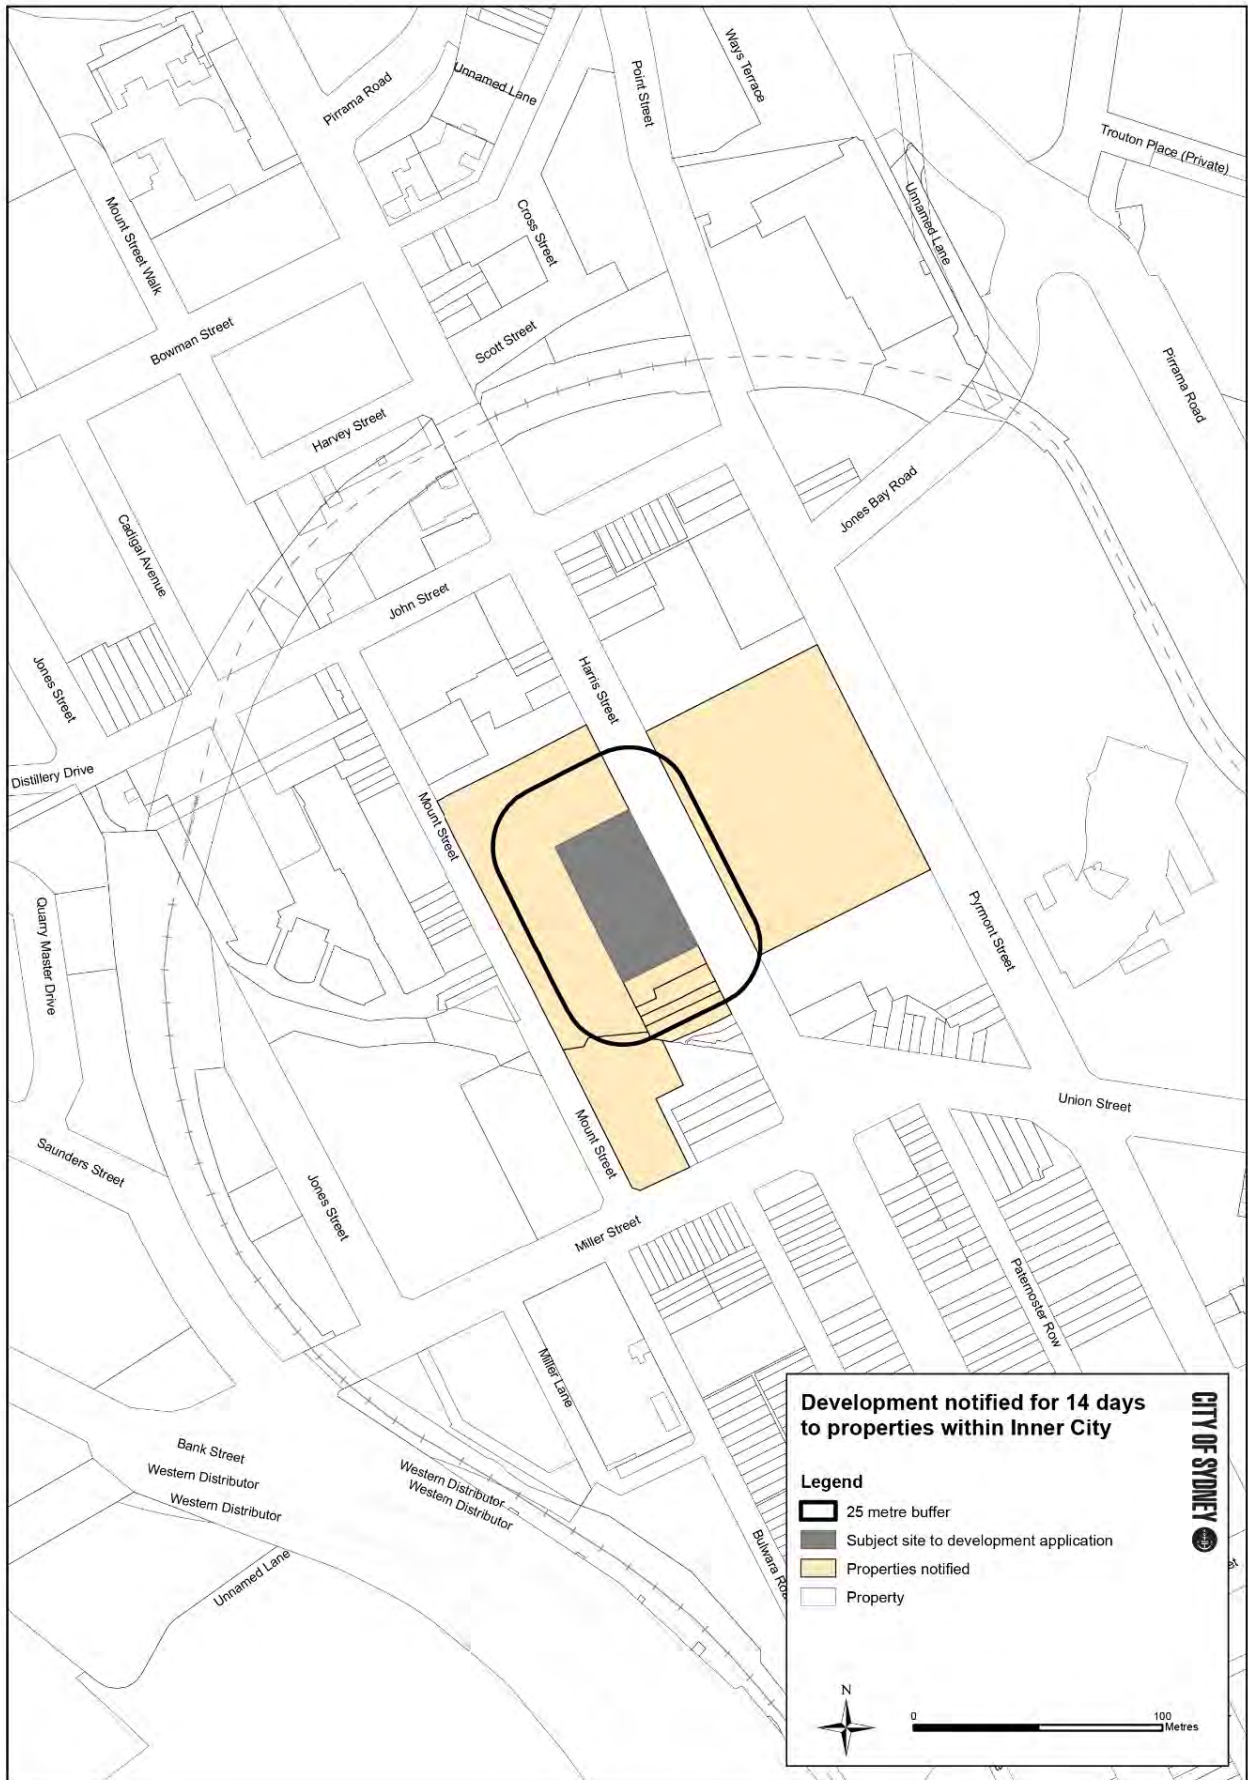 Ways Terrace
Point Street
Unnamed Lane
Pirrama Road
Trouton Place (Private)
Unnamed Lane
Mount Street Walk
Cross Street
Bowman Street
Scott Street
Pirrama Road
Harvey Street
Jones Bay Road
Cadigal Avenue
John Street
Jones Street
Harris Street
Distillery Drive
Mount Street
Quarry Master Drive
Pyrmont Street
Union Street
Mount Street
Saunders Street
Jones Street
Miller Street
Paternoster Row
Miller Lane
Bank Street
Western Distributor
Western Distributor
Western Distributor
Western Distributor
Unnamed Lane
Bulwara
Development notified for 14 days
to properties within Inner City
CITY OF SYDNEY
Legend
25 metre buffer
Subject site to development application
Properties notified
Property
N
0 100
Metres